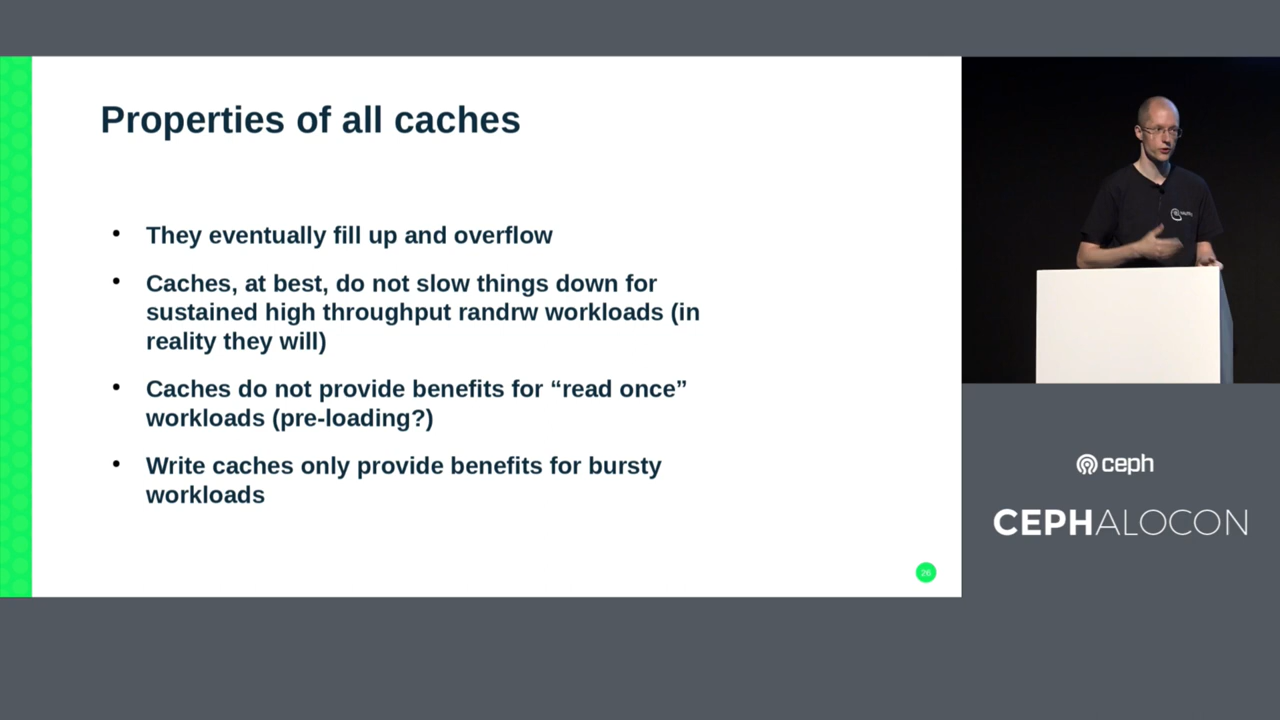 Properties of all caches
• They eventually fill up and overflow
• Caches, at best, do not slow things down for
sustained high throughput randrw workloads (in
reality they will)
• Caches do not provide benefits for “read once”
workloads (pre-loading?)
• Write caches only provide benefits for bursty
workloads
26
ceph
CEPHALOCON